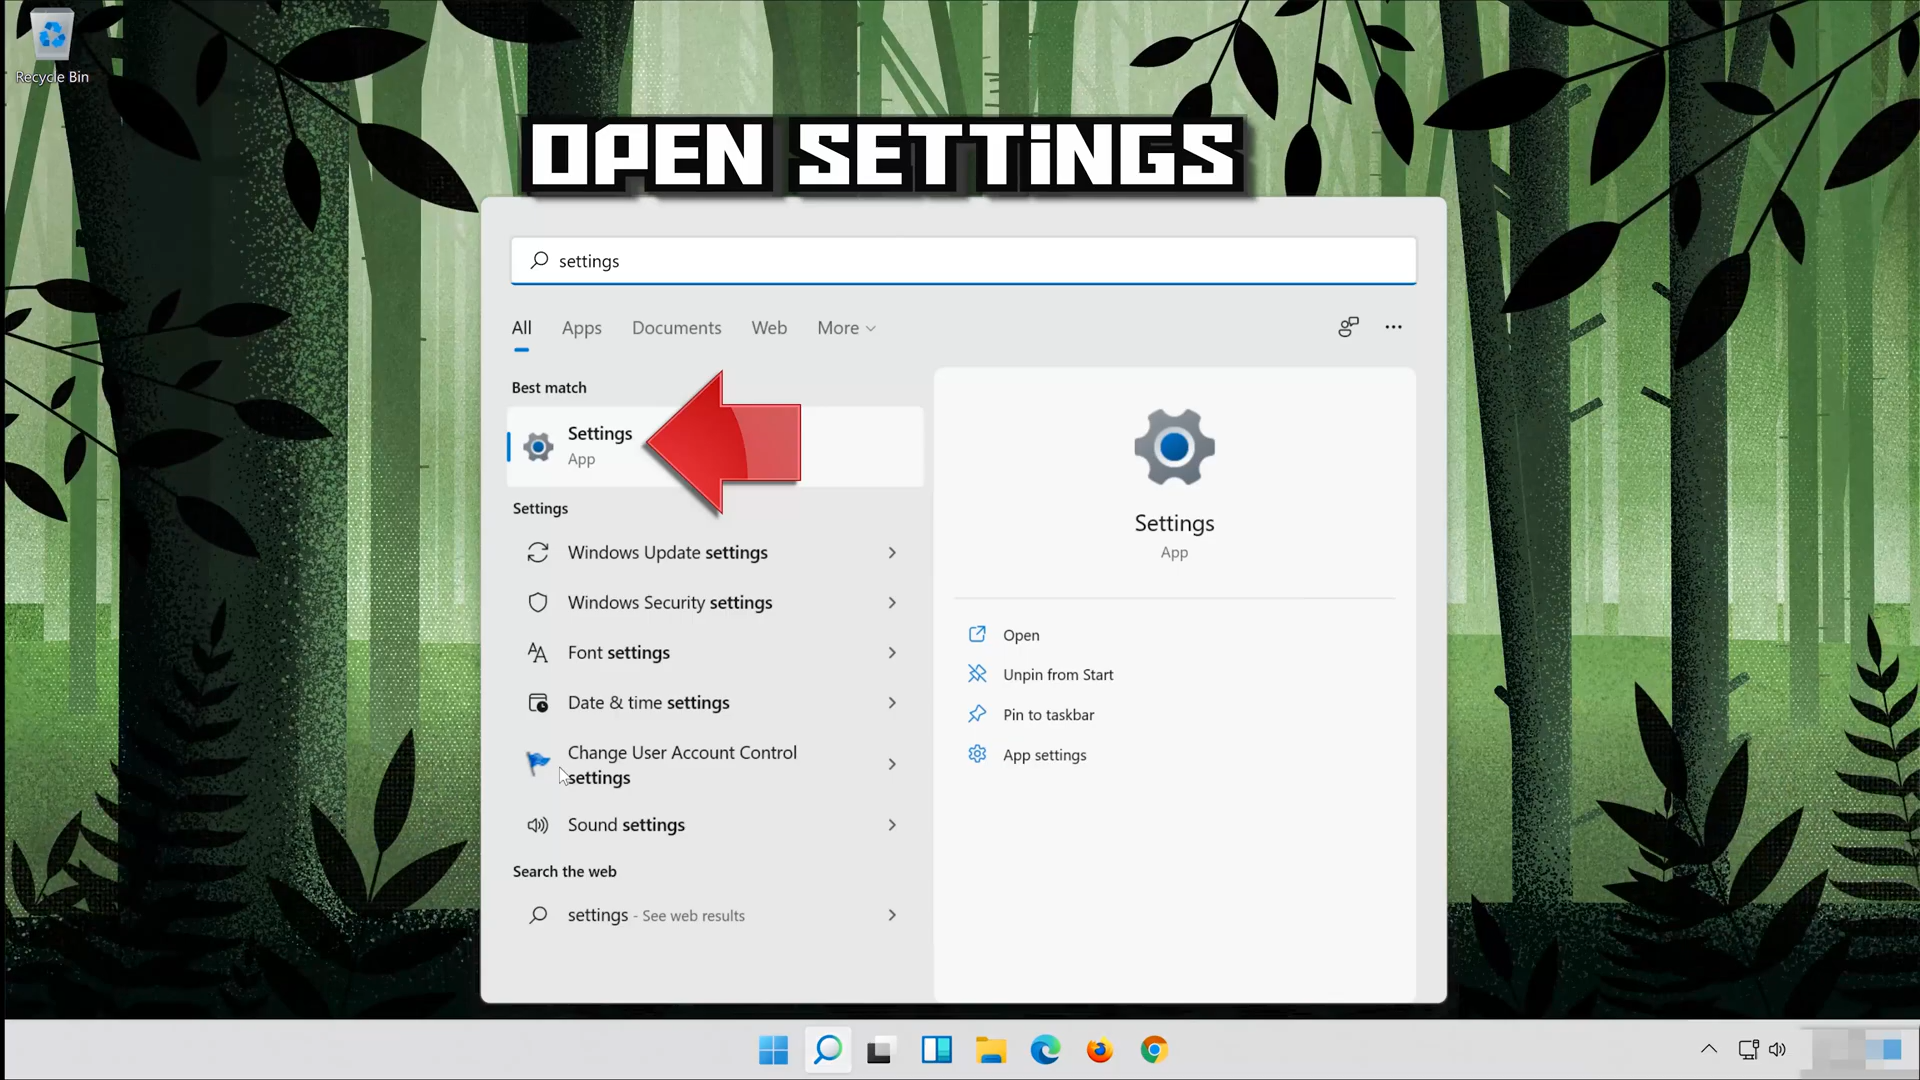 Recycle Bin
OPEN SETTINGS
settings
All Apps Documents Web More
Best match
Settings
App
Settings
Windows Update settings
Windows Security settings
Font settings
Date & time settings
Change User Account Control
settings
Sound settings
Search the web
settings - See web results
Settings
App
Open
Unpin from Start
Pin to taskbar
App settings